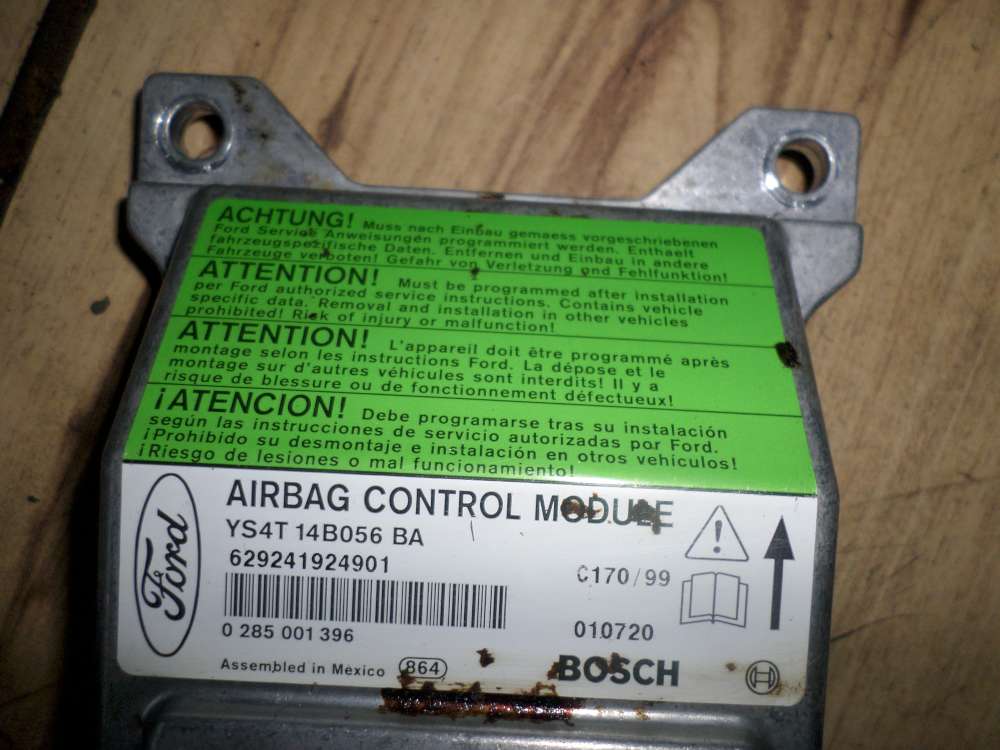 ACHTUNG! Muss nach Einbau gemaess vorgeschriebenen
Ford Service Anweisungen programmiert werden. Enthaelt
fahrzeugspezifische Daten. Entfernen und Einbau in andere
Fahrzeuge verboten! Gefahr von Verletzung und Fehlfunktion!
ATTENTION! Must be programmed after installation
per Ford authorized service instructions. Contains vehicle
specific data. Removal and installation in other vehicles
prohibited! Risk of injury or malfunction!
ATTENTION! L'appareil doit être programmé après
montage selon les instructions Ford. La dépose et le
montage sur d'autres véhicules sont interdits! Il y a
risque de blessure ou de fonctionnement défectueux!
¡ATENCION! Debe programarse tras su instalación
según las instrucciones de servicio autorizadas por Ford.
¡Prohibido su desmontaje e instalación en otros vehículos!
¡Riesgo de lesiones o mal funcionamiento!
Ford
AIRBAG CONTROL MODULE
YS4T 14B056 BA
629241924901
C170/99
0 285 001 396
010720
Assembled in Mexico 864
BOSCH